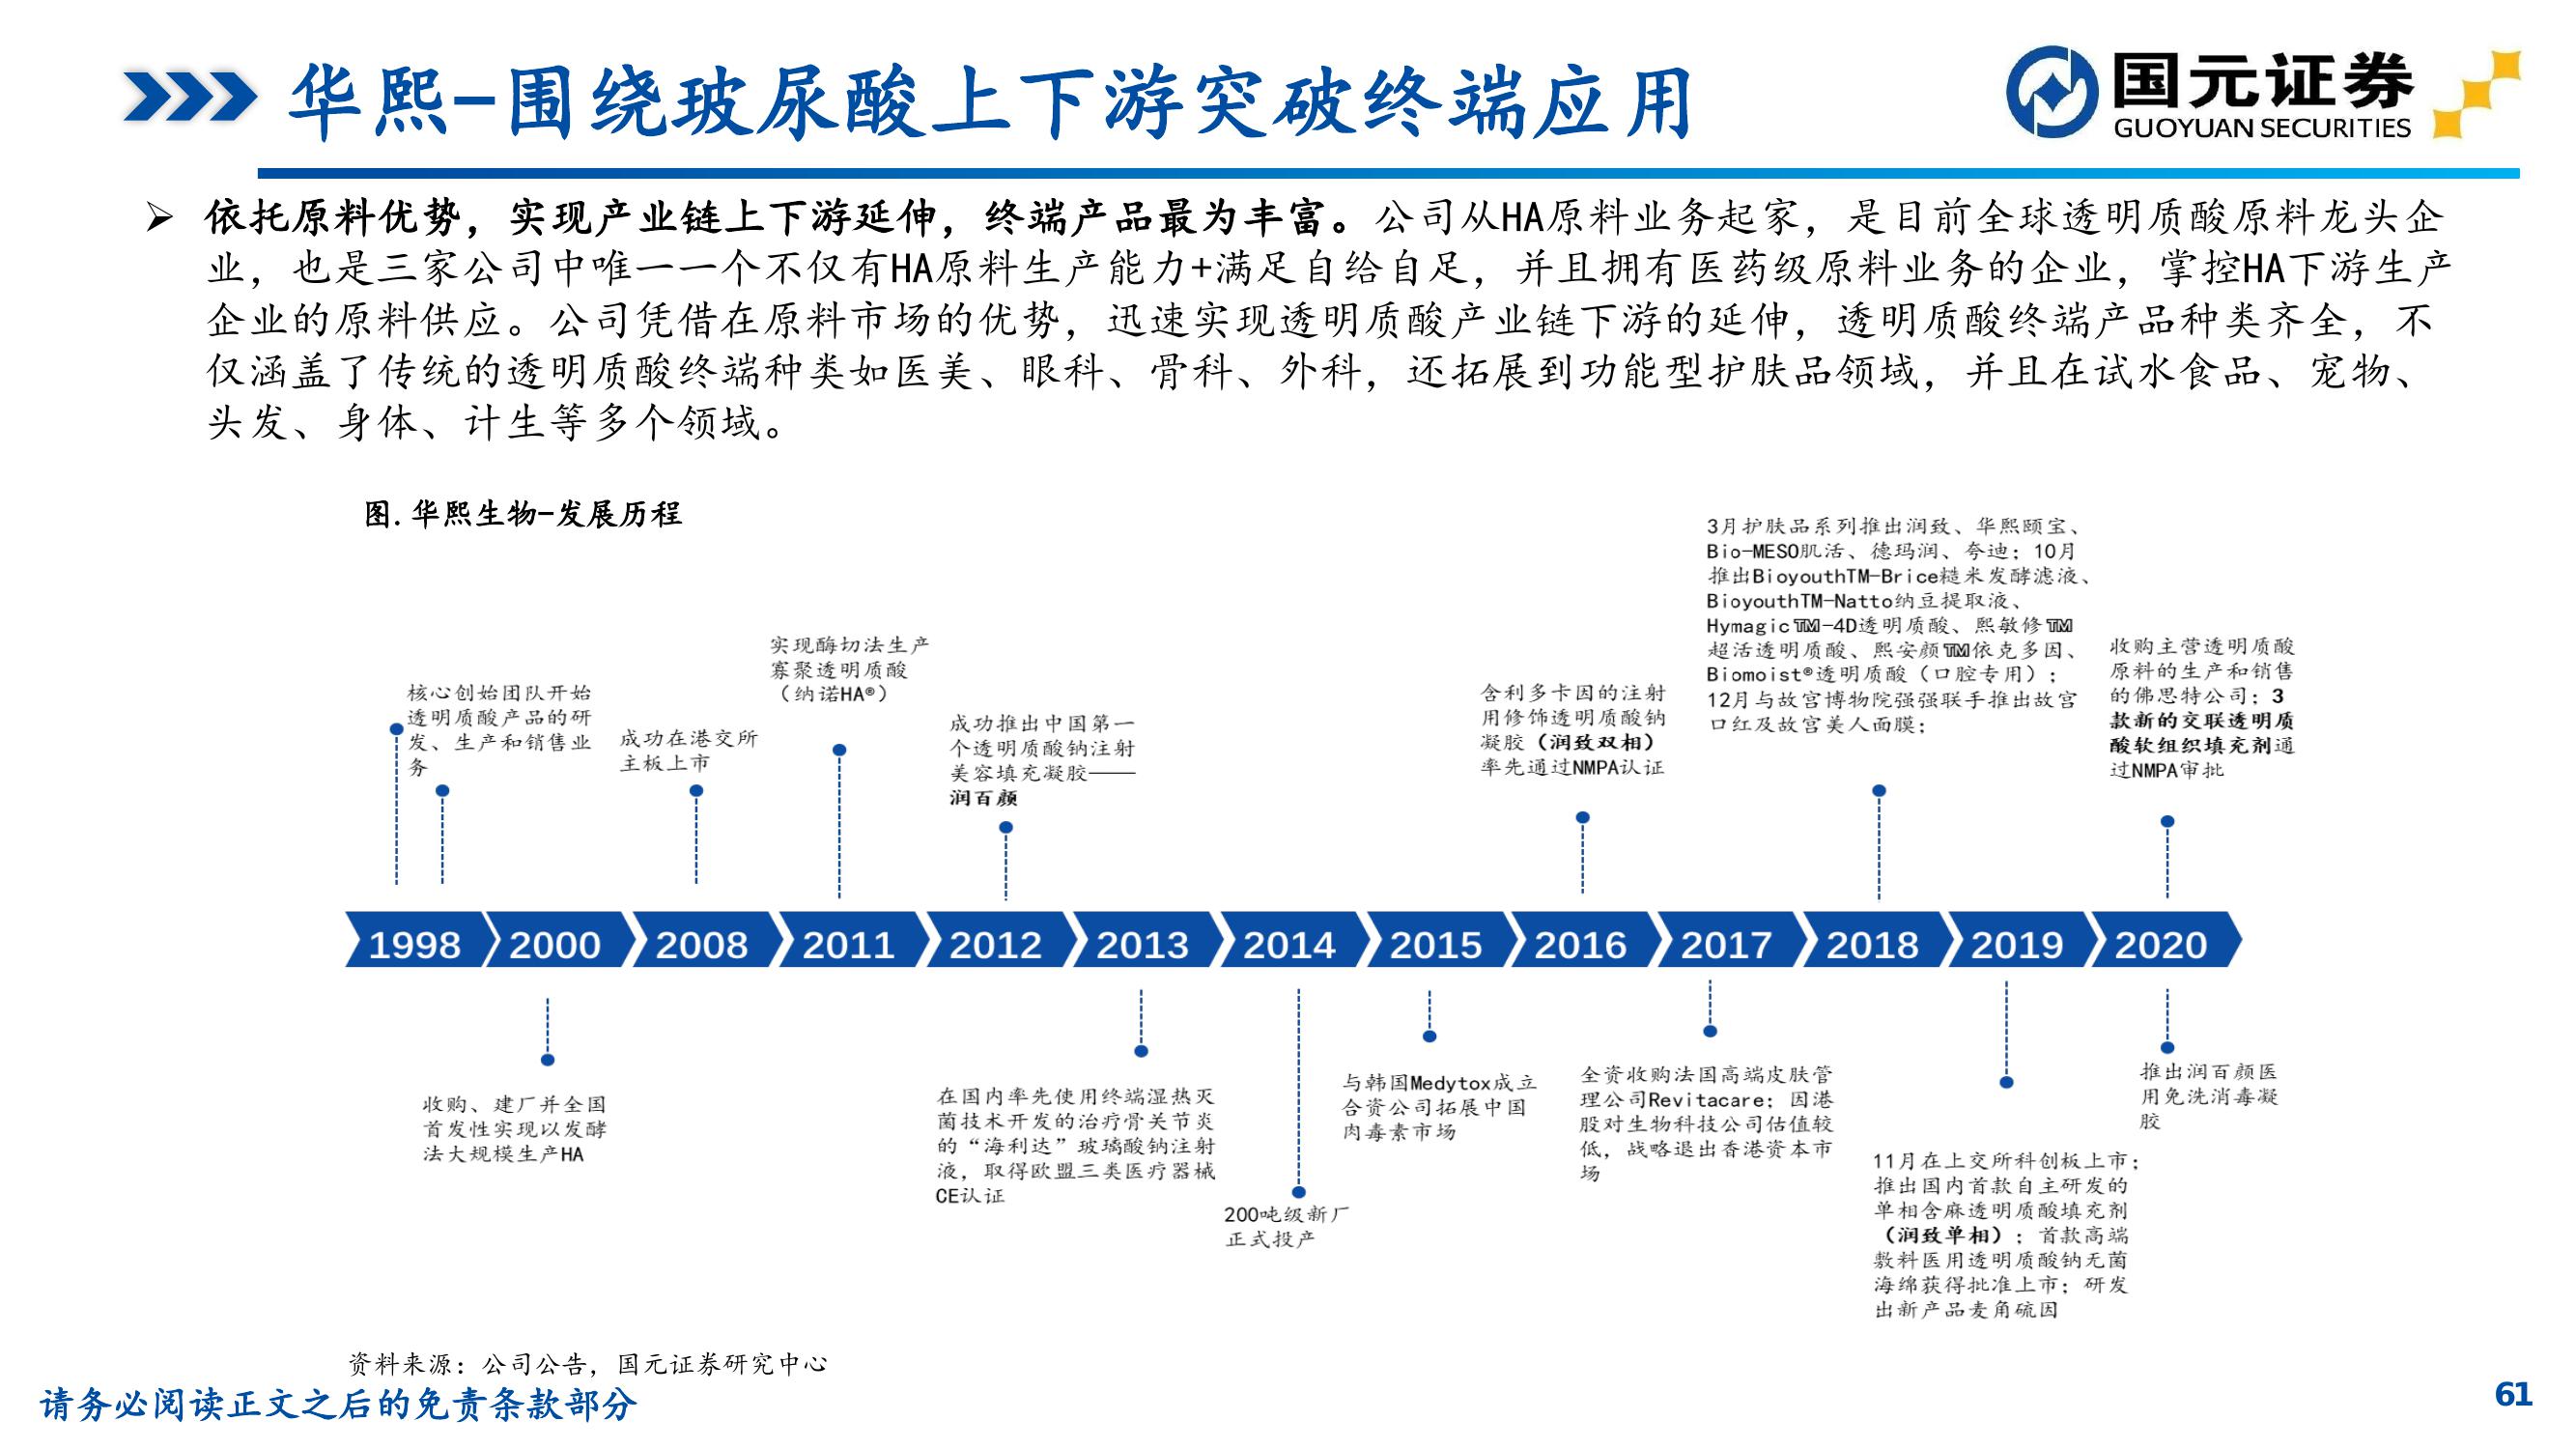 华熙-围绕玻尿酸上下游突破终端应用
国元证券
GUOYUAN SECURITIES
依托原料优势，实现产业链上下游延伸，终端产品最为丰富。公司从HA原料业务起家，是目前全球透明质酸原料龙头企
业，也是三家公司中唯一一个不仅有HA原料生产能力+满足自给自足，并且拥有医药级原料业务的企业，掌控HA下游生产
企业的原料供应。公司凭借在原料市场的优势，迅速实现透明质酸产业链下游的延伸，透明质酸终端产品种类齐全，不
仅涵盖了传统的透明质酸终端种类如医美、眼科、骨科、外科，还拓展到功能型护肤品领域，并且在试水食品、宠物、
头发、身体、计生等多个领域。
图.华熙生物-发展历程
核心创始团队开始
透明质酸产品的研
发、生产和销售业
务
成功在港交所
主板上市
实现酶切法生产
寡聚透明质酸
（纳诺HA®）
成功推出中国第一
个透明质酸钠注射
美容填充凝胶——
润百颜
含利多卡因的注射
用修饰透明质酸钠
凝胶（润致双相）
率先通过NMPA认证
3月护肤品系列推出润致、华熙颐宝、
Bio-MESO肌活、德玛润、夸迪；10月
推出BioyouthTM-Brice糙米发酵滤液、
BioyouthTM-Natto纳豆提取液、
Hymagic™-4D透明质酸、熙敏修™
超活透明质酸、熙安颜™依克多因、
Biomoist®透明质酸（口腔专用）；
12月与故宫博物院强强联手推出故宫
口红及故宫美人面膜；
收购主营透明质酸
原料的生产和销售
的佛思特公司；3
款新的交联透明质
酸软组织填充剂通
过NMPA审批
1998 2000 2008 2011 2012 2013 2014 2015 2016 2017 2018 2019 2020
收购、建厂并全国
首发性实现以发酵
法大规模生产HA
在国内率先使用终端湿热灭
菌技术开发的治疗骨关节炎
的“海利达”玻璃酸钠注射
液，取得欧盟三类医疗器械
CE认证
200吨级新厂
正式投产
与韩国Medytox成立
合资公司拓展中国
肉毒素市场
全资收购法国高端皮肤管
理公司Revitacare；因港
股对生物科技公司估值较
低，战略退出香港资本市
场
11月在上交所科创板上市；
推出国内首款自主研发的
单相含麻透明质酸填充剂
（润致单相）；首款高端
敷料医用透明质酸钠无菌
海绵获得批准上市；研发
出新产品麦角硫因
推出润百颜医
用免洗消毒凝
胶
资料来源：公司公告，国元证券研究中心
请务必阅读正文之后的免责条款部分
61